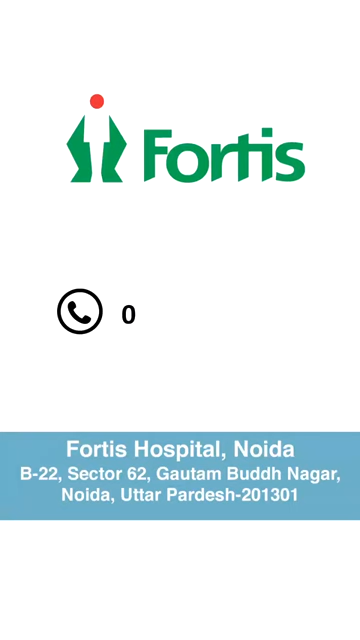 Fortis
0
Fortis Hospital, Noida
B-22, Sector 62, Gautam Buddh Nagar,
Noida, Uttar Pardesh-201301